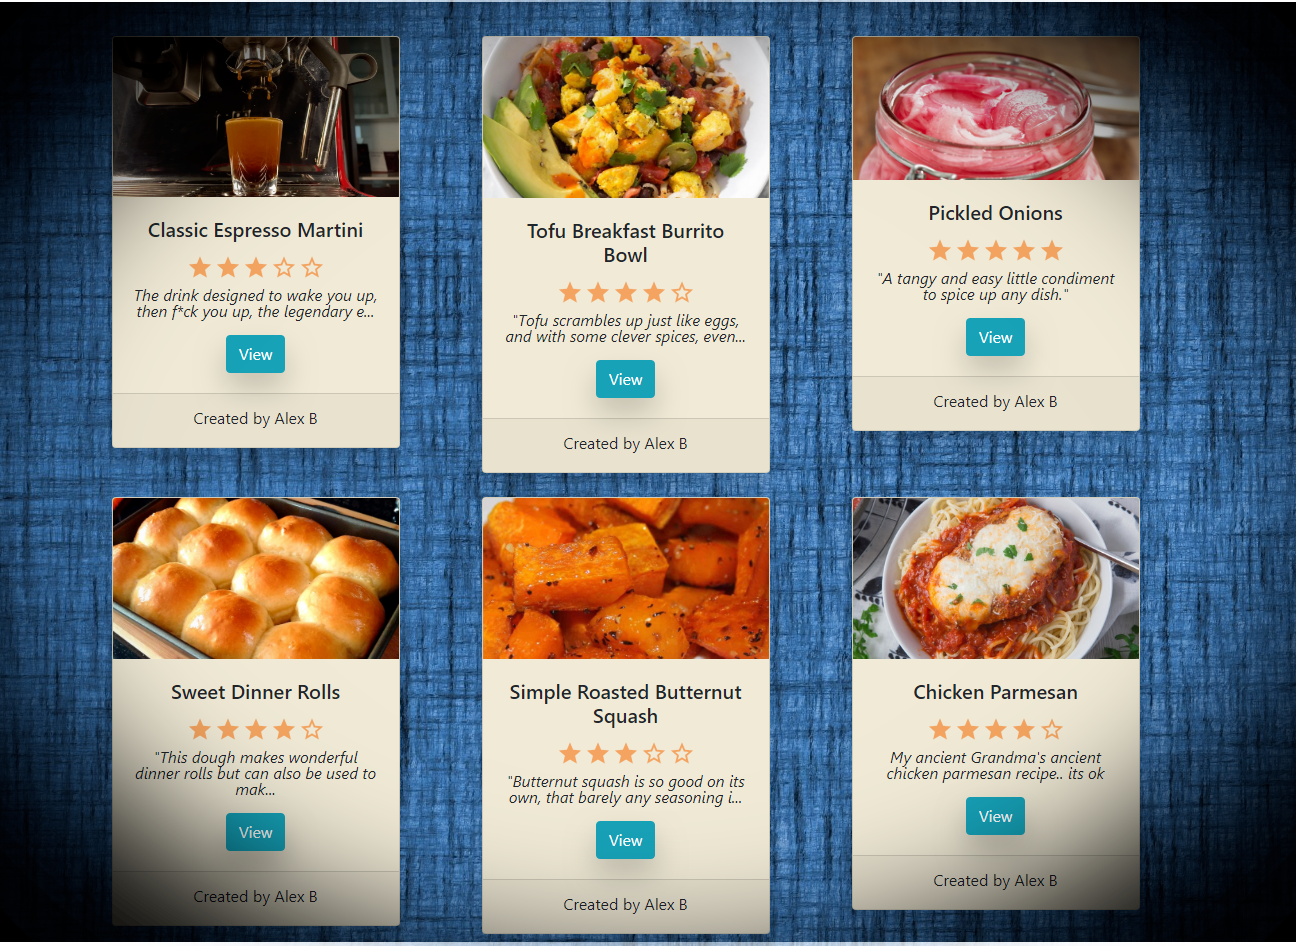 Classic Espresso Martini
The drink designed to wake you up,
then f*ck you up, the legendary e...
View
Created by Alex B
Tofu Breakfast Burrito
Bowl
"Tofu scrambles up just like eggs,
and with some clever spices, even...
View
Created by Alex B
Pickled Onions
"A tangy and easy little condiment
to spice up any dish."
View
Created by Alex B
Sweet Dinner Rolls
"This dough makes wonderful
dinner rolls but can also be used to
mak...
View
Created by Alex B
Simple Roasted Butternut
Squash
"Butternut squash is so good on its
own, that barely any seasoning i...
View
Created by Alex B
Chicken Parmesan
My ancient Grandma's ancient
chicken parmesan recipe.. its ok
View
Created by Alex B